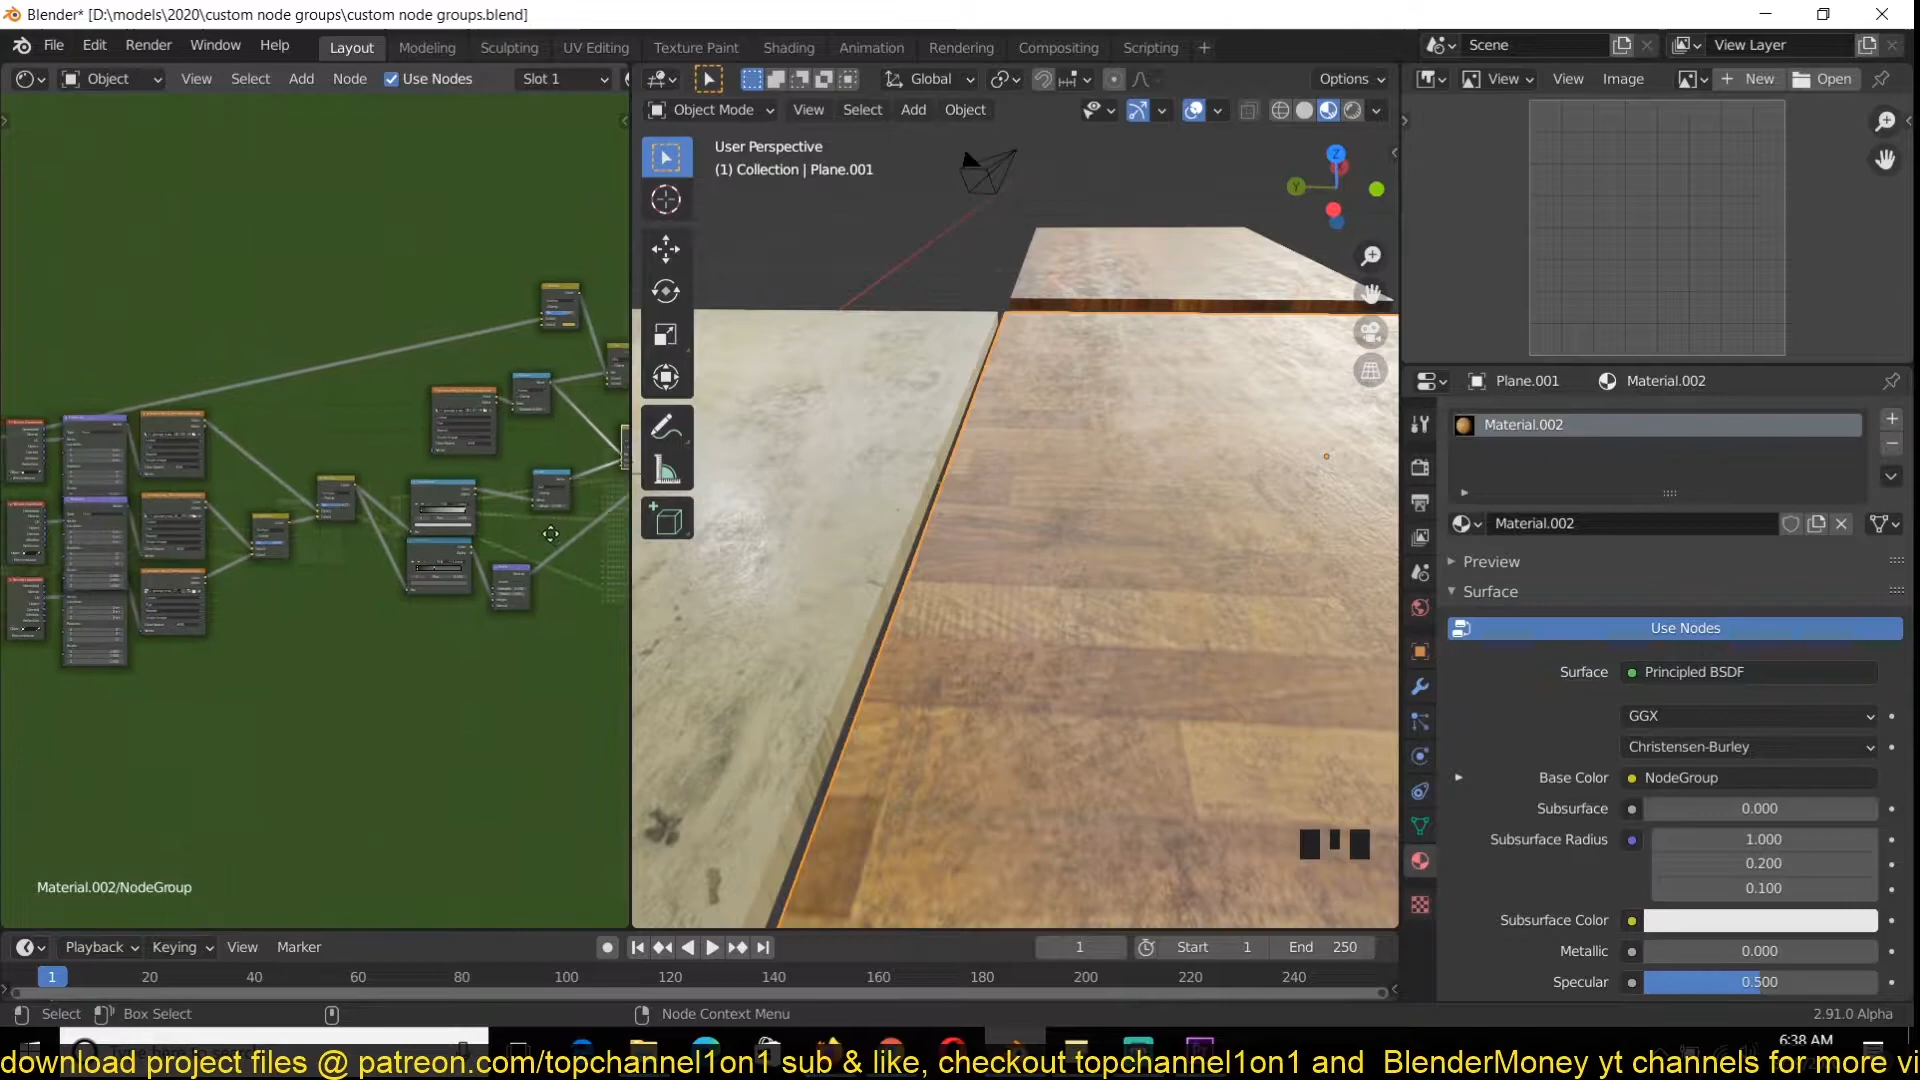 Blender* [D:\models\2020\custom node groups\custom node groups.blend]
File Edit Render Window Help Layout Modeling Sculpting UV Editing Texture Paint Shading Animation Rendering Compositing Scripting + Scene View Layer
Object View Select Add Node Use Nodes Slot 1 Global Options View View Image New Open
Object Mode View Select Add Object
User Perspective
(1) Collection | Plane.001
Z
Y
Plane.001 Material.002
Material.002
Material.002
Preview
Surface
Use Nodes
Surface Principled BSDF
GGX
Christensen-Burley
Base Color NodeGroup
Subsurface 0.000
Subsurface Radius 1.000
0.200
0.100
Subsurface Color
Metallic 0.000
Specular 0.500
Material.002/NodeGroup
Playback Keying View Marker 1 Start 1 End 250
1 20 40 60 80 100 120 140 160 180 200 220 240
Select Box Select Node Context Menu 2.91.0 Alpha
6:38 AM
download project files @ patreon.com/topchannel1on1 sub & like, checkout topchannel1on1 and BlenderMoney yt channels for more vi